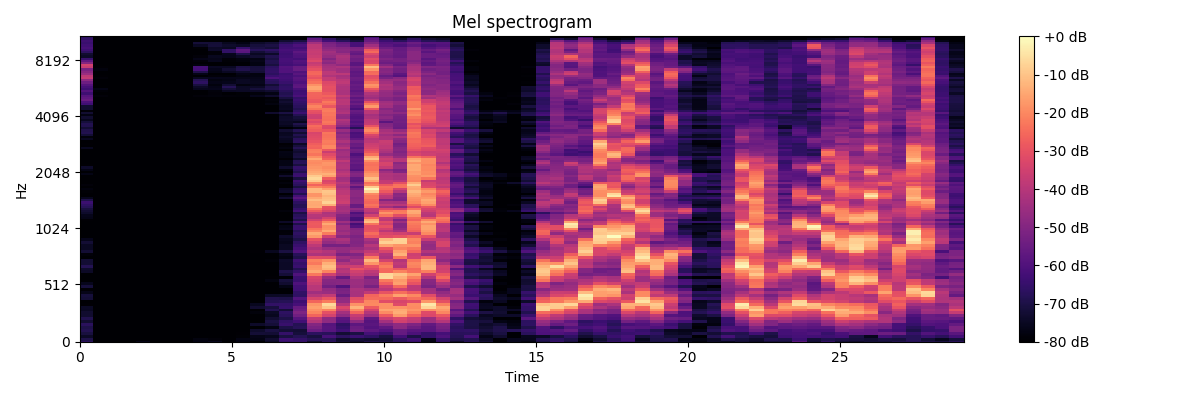 Mel spectrogram
8192
4096
2048
1024
512
0
Hz
0 5 10 15 20 25
Time
+0 dB
-10 dB
-20 dB
-30 dB
-40 dB
-50 dB
-60 dB
-70 dB
-80 dB